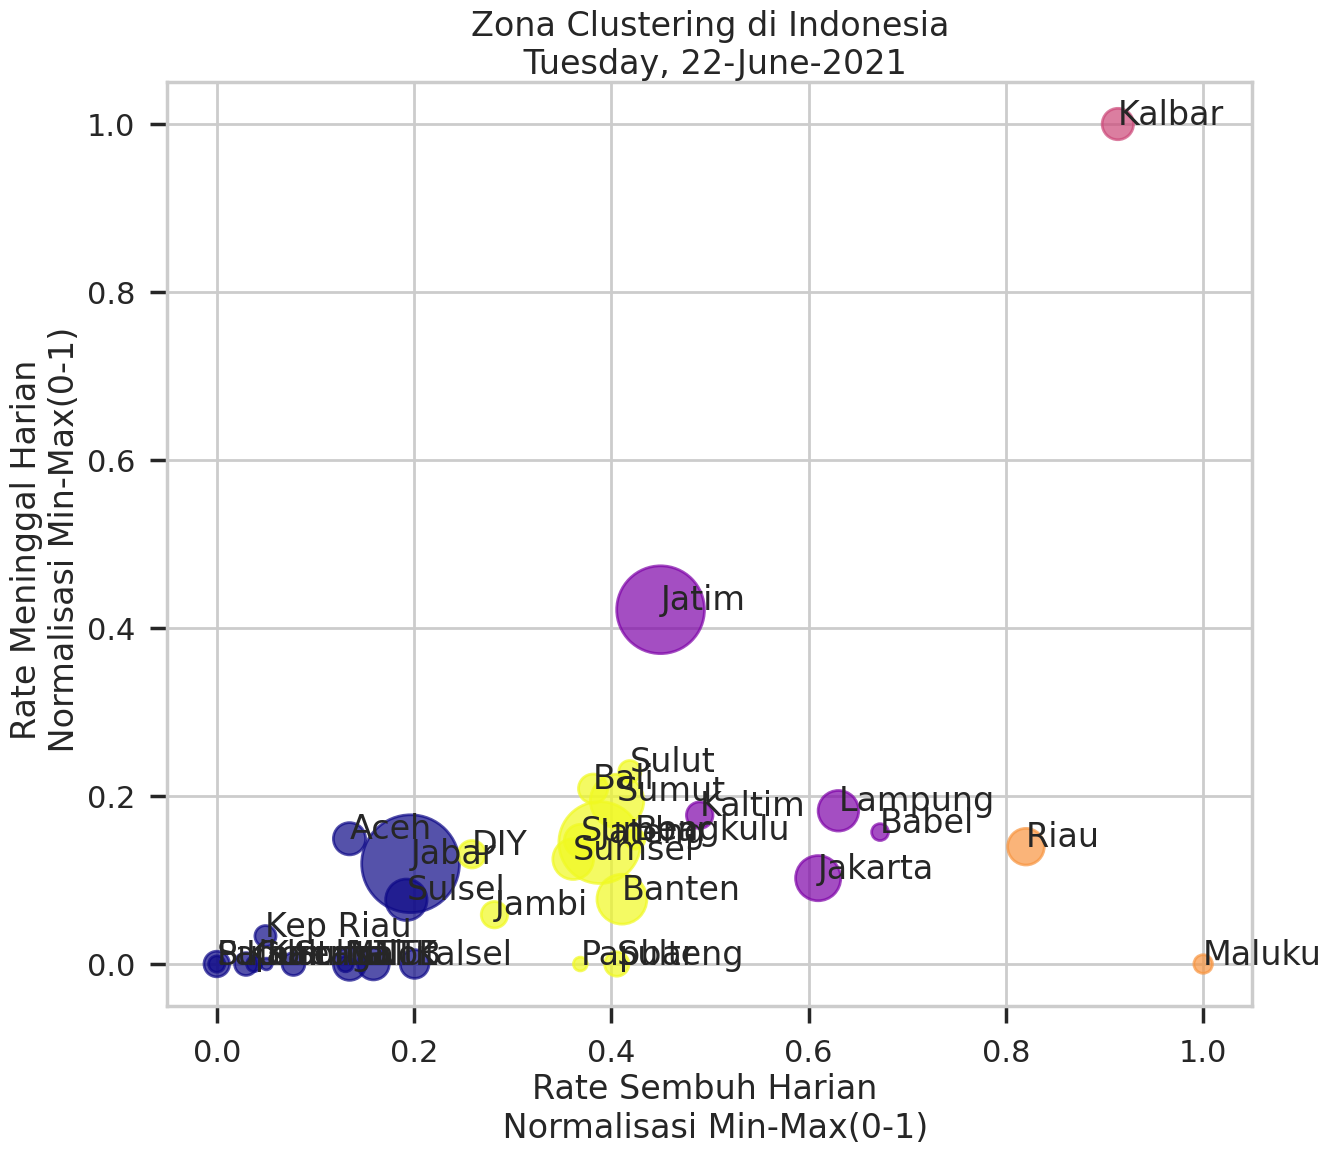 Zona Clustering di Indonesia
Tuesday, 22-June-2021
Rate Meninggal Harian
Normalisasi Min-Max(0-1)
1.0
0.8
0.6
0.4
0.2
0.0
Kalbar
Jatim
Sulut
Bali
Sumut
Kaltim
Lampung
Babel
Bengkulu
Jateng
Sumsel
Aceh
DIY
Jabar
Riau
Jakarta
Sulsel
Banten
Jambi
Kep Riau
Kalsel
Papbar
Sulteng
Maluku
0.0
0.2
0.4
0.6
0.8
1.0
Rate Sembuh Harian
Normalisasi Min-Max(0-1)